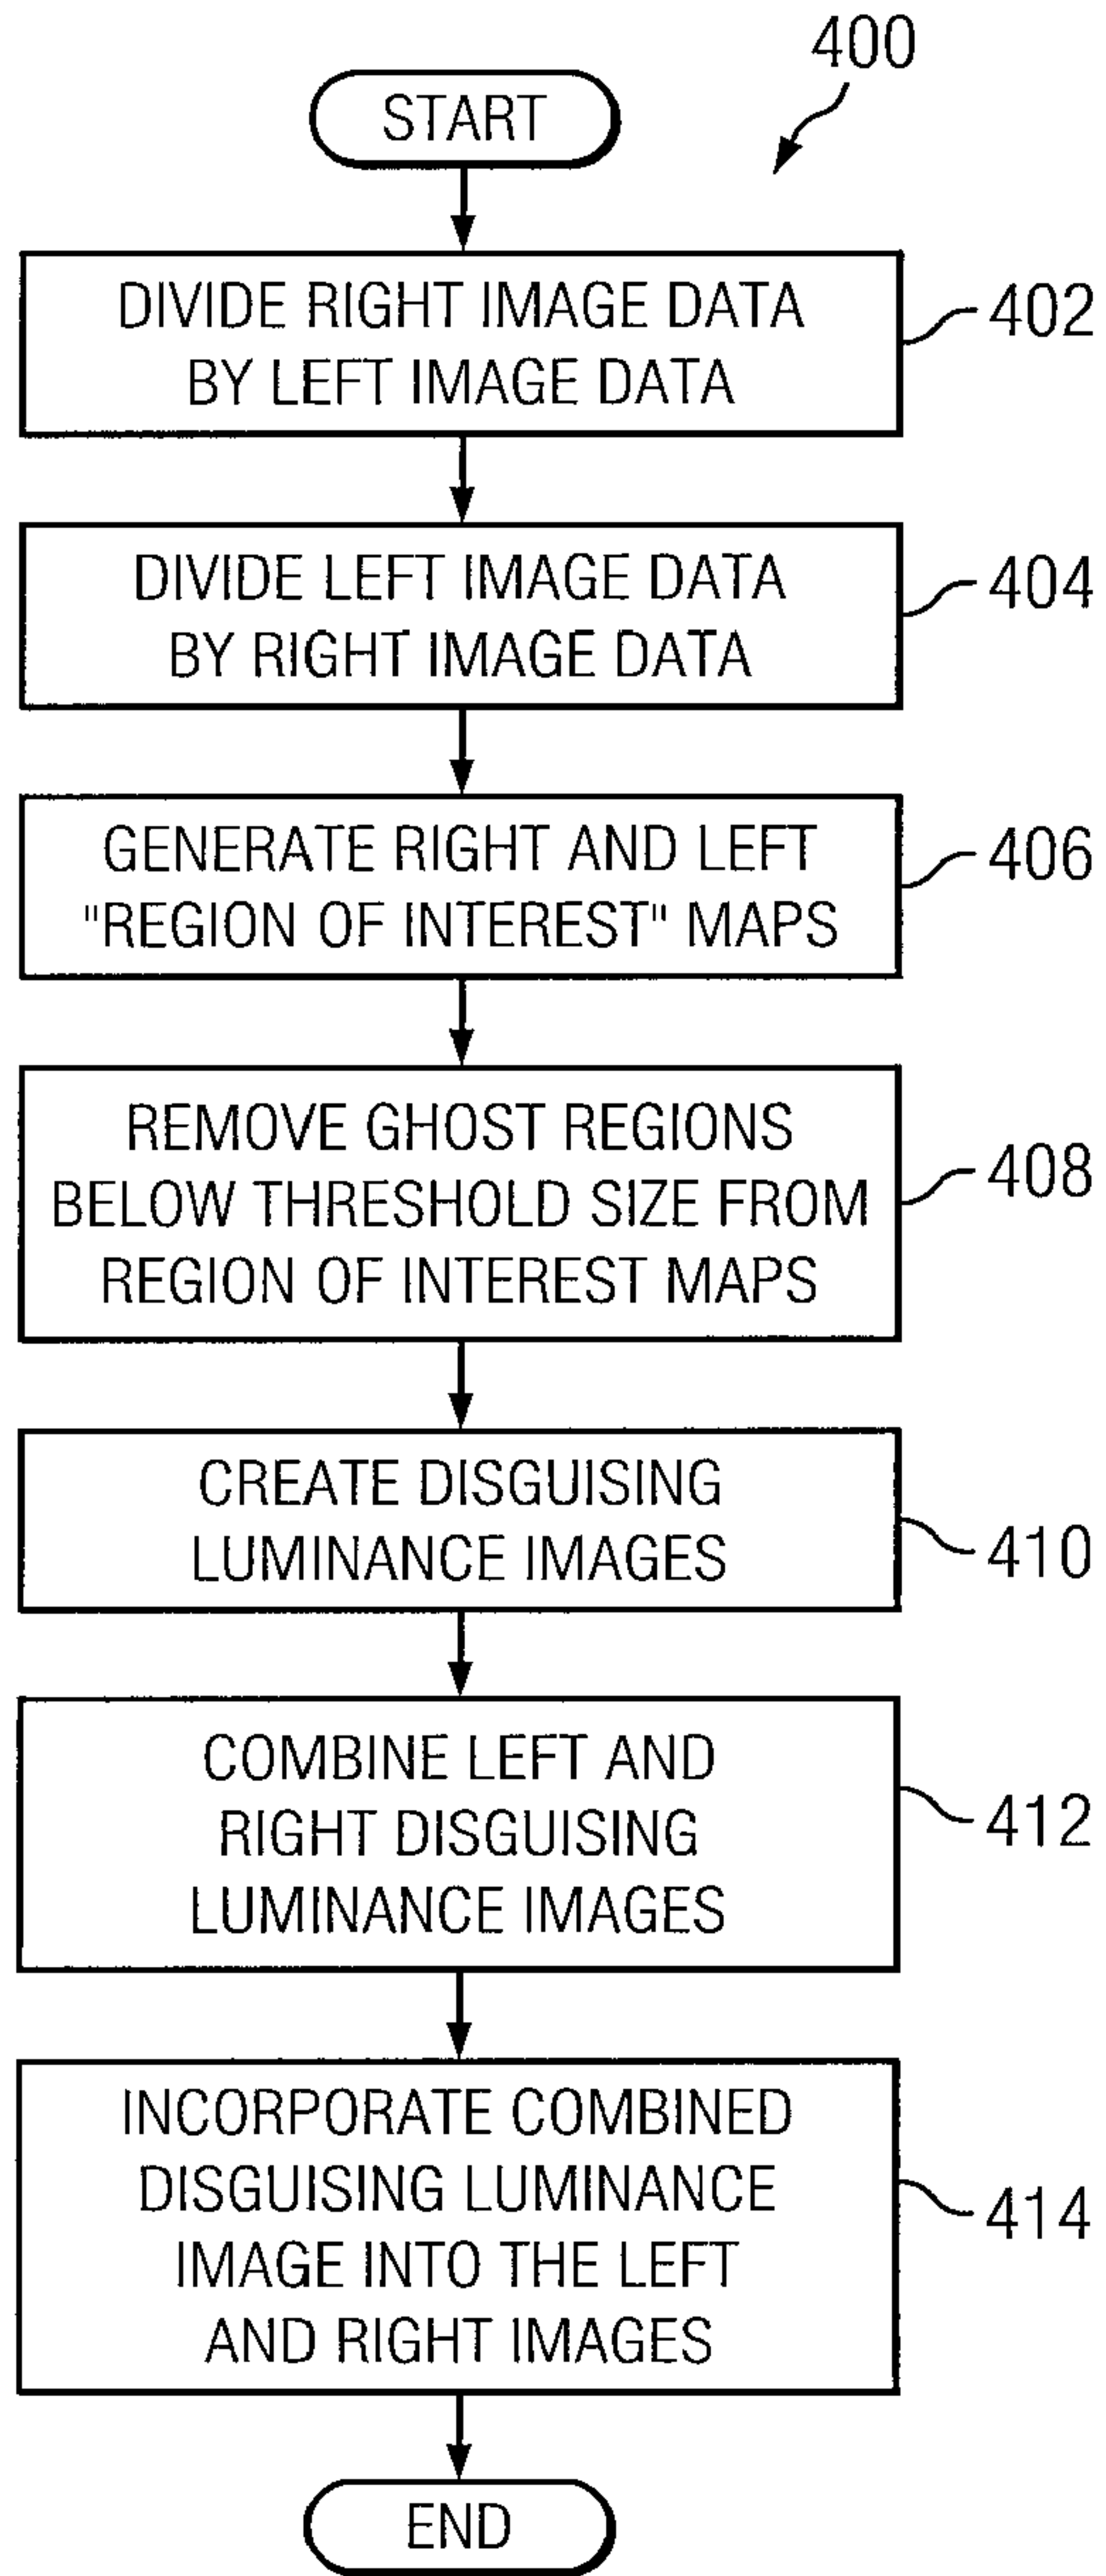 400
START
DIVIDE RIGHT IMAGE DATA
BY LEFT IMAGE DATA
402
DIVIDE LEFT IMAGE DATA
BY RIGHT IMAGE DATA
404
GENERATE RIGHT AND LEFT
"REGION OF INTEREST" MAPS
406
REMOVE GHOST REGIONS
BELOW THRESHOLD SIZE FROM
REGION OF INTEREST MAPS
408
CREATE DISGUISING
LUMINANCE IMAGES
410
COMBINE LEFT AND
RIGHT DISGUISING
LUMINANCE IMAGES
412
INCORPORATE COMBINED
DISGUISING LUMINANCE
IMAGE INTO THE LEFT
AND RIGHT IMAGES
414
END